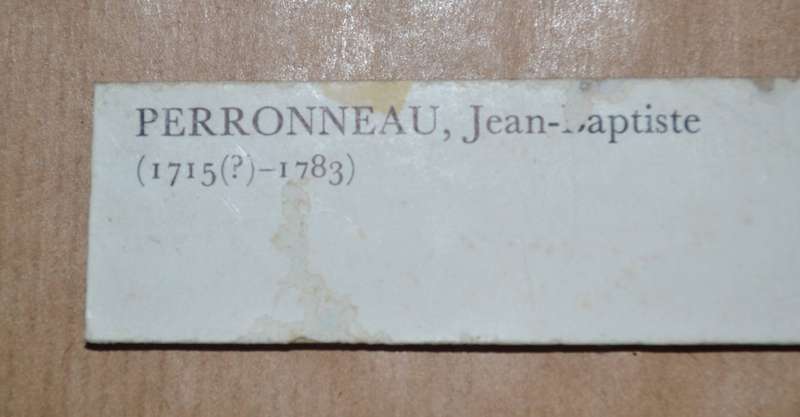 PERRONNEAU, Jean-Baptiste
(1715(?)–1783)